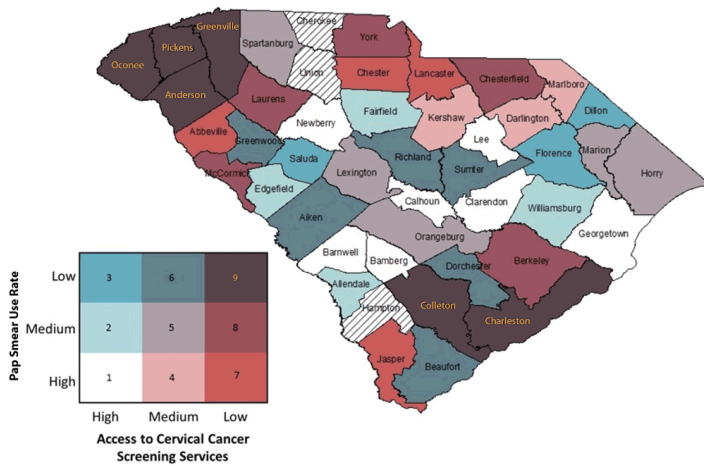 Cherokee
Greenville
York
Pickens
Spartanburg
Oconee
Union
Chester
Lancaster
Chesterfield
Marlboro
Anderson
Laurens
Fairfield
Kershaw
Darlington
Dillon
Newberry
Abbeville
Greenwood
Lee
Marion
Saluda
Richland
Florence
McCormick
Lexington
Sumter
Horry
Edgefield
Calhoun
Clarendon
Williamsburg
Aiken
Orangeburg
Georgetown
Barnwell
Bamberg
Dorchester
Berkeley
Allendale
Hampton
Colleton
Charleston
Jasper
Beaufort
Pap Smear Use Rate
Low
3 6 9
Medium
2 5 8
High
1 4 7
High Medium Low
Access to Cervical Cancer
Screening Services